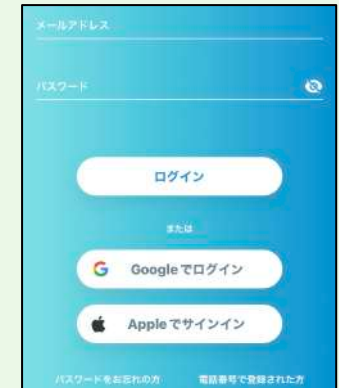 メールアドレス
パスワード
ログイン
または
Googleでログイン
Appleでサインイン
パスワードをお忘れの方 電話番号で登録された方